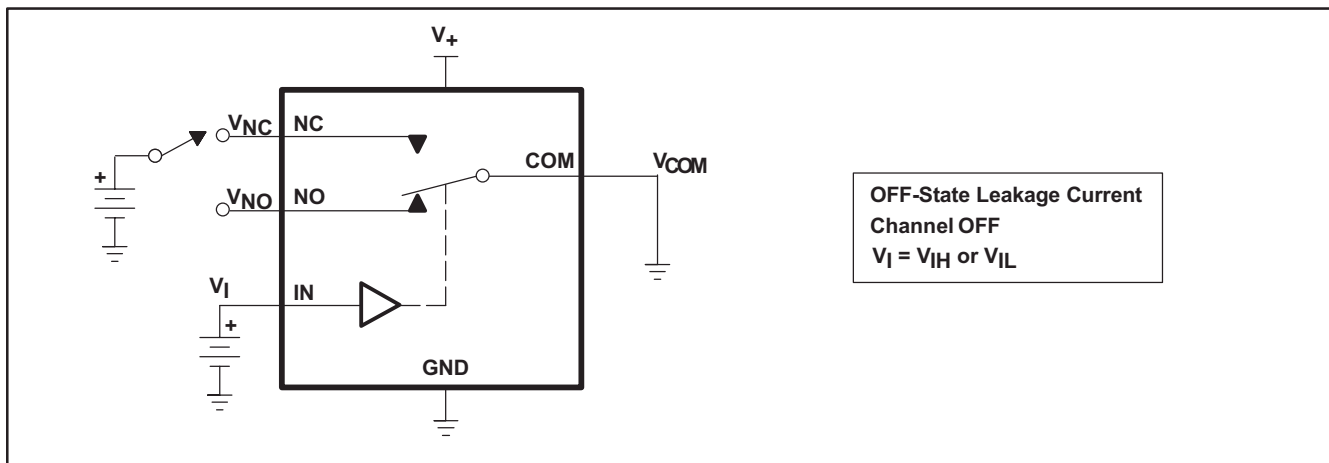 V+
VNC NC
+
COM VCOM
VNO NO
VI IN
+
GND
OFF-State Leakage Current
Channel OFF
VI = VIH or VIL